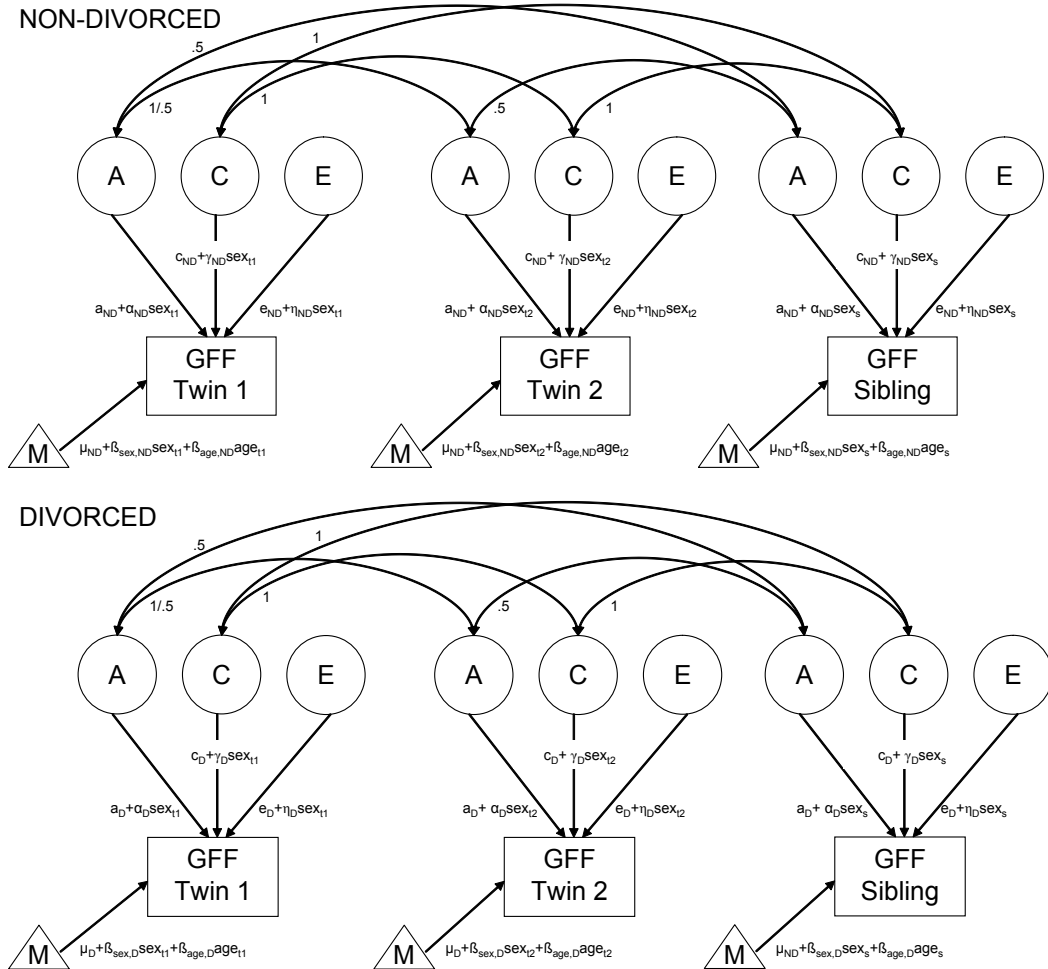 NON-DIVORCED
.5
1
1/.5
1
.5
1
A
C
E
A
C
E
A
C
E
c_ND+γ_NDsex_t1
c_ND+ γ_NDsex_t2
c_ND+ γ_NDsex_s
a_ND+α_NDsex_t1
e_ND+η_NDsex_t1
a_ND+ α_NDsex_t2
e_ND+η_NDsex_t2
a_ND+ α_NDsex_s
e_ND+η_NDsex_s
GFF
Twin 1
GFF
Twin 2
GFF
Sibling
M
μ_ND+ß_sex,NDsex_t1+ß_age,NDage_t1
M
μ_ND+ß_sex,NDsex_t2+ß_age,NDage_t2
M
μ_ND+ß_sex,NDsex_s+ß_age,NDage_s
DIVORCED
.5
1
1/.5
1
.5
1
A
C
E
A
C
E
A
C
E
c_D+γ_Dsex_t1
c_D+ γ_Dsex_t2
c_D+ γ_Dsex_s
a_D+α_Dsex_t1
e_D+η_Dsex_t1
a_D+ α_Dsex_t2
e_D+η_Dsex_t2
a_D+ α_Dsex_s
e_D+η_Dsex_s
GFF
Twin 1
GFF
Twin 2
GFF
Sibling
M
μ_D+ß_sex,Dsex_t1+ß_age,Dage_t1
M
μ_D+ß_sex,Dsex_t2+ß_age,Dage_t2
M
μ_ND+ß_sex,Dsex_s+ß_age,Dage_s